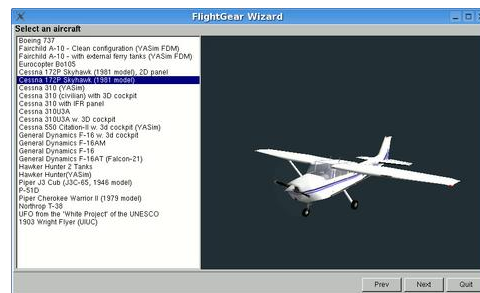 FlightGear Wizard
Select an aircraft
Boeing 737
Fairchild A-10 - Clean configuration (YASim FDM)
Fairchild A-10 - with external ferry tanks (YASim FDM)
Eurocopter Bo105
Cessna 172P Skyhawk (1981 model), 2D panel
Cessna 172P Skyhawk (1981 model)
Cessna 310 (YASim)
Cessna 310 (civilian) with 3D cockpit
Cessna 310 with IFR panel
Cessna 310U3A
Cessna 310U3A w. 3D cockpit
Cessna 550 Citation-II w. 3d cockpit (YASim)
General Dynamics F-16 w. 3d cockpit
General Dynamics F-16AM
General Dynamics F-16
General Dynamics F-16AT (Falcon-21)
Hawker Hunter 2 Tanks
Hawker Hunter(YASim)
Piper J3 Cub (J3C-65, 1946 model)
P-51D
Piper Cherokee Warrior II (1979 model)
Northrop T-38
UFO from the 'White Project' of the UNESCO
1903 Wright Flyer (UIUC)
Prev Next Quit